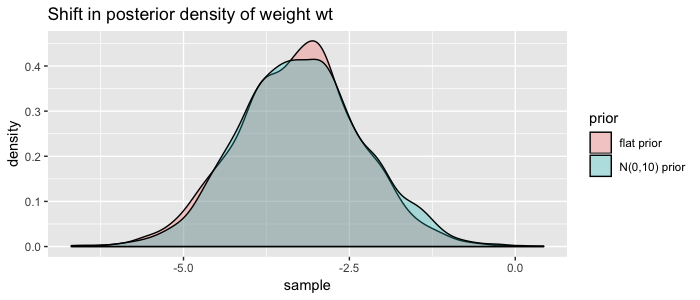 Shift in posterior density of weight wt
density
0.4
0.3
0.2
0.1
0.0
-5.0
-2.5
0.0
sample
prior
flat prior
N(0,10) prior